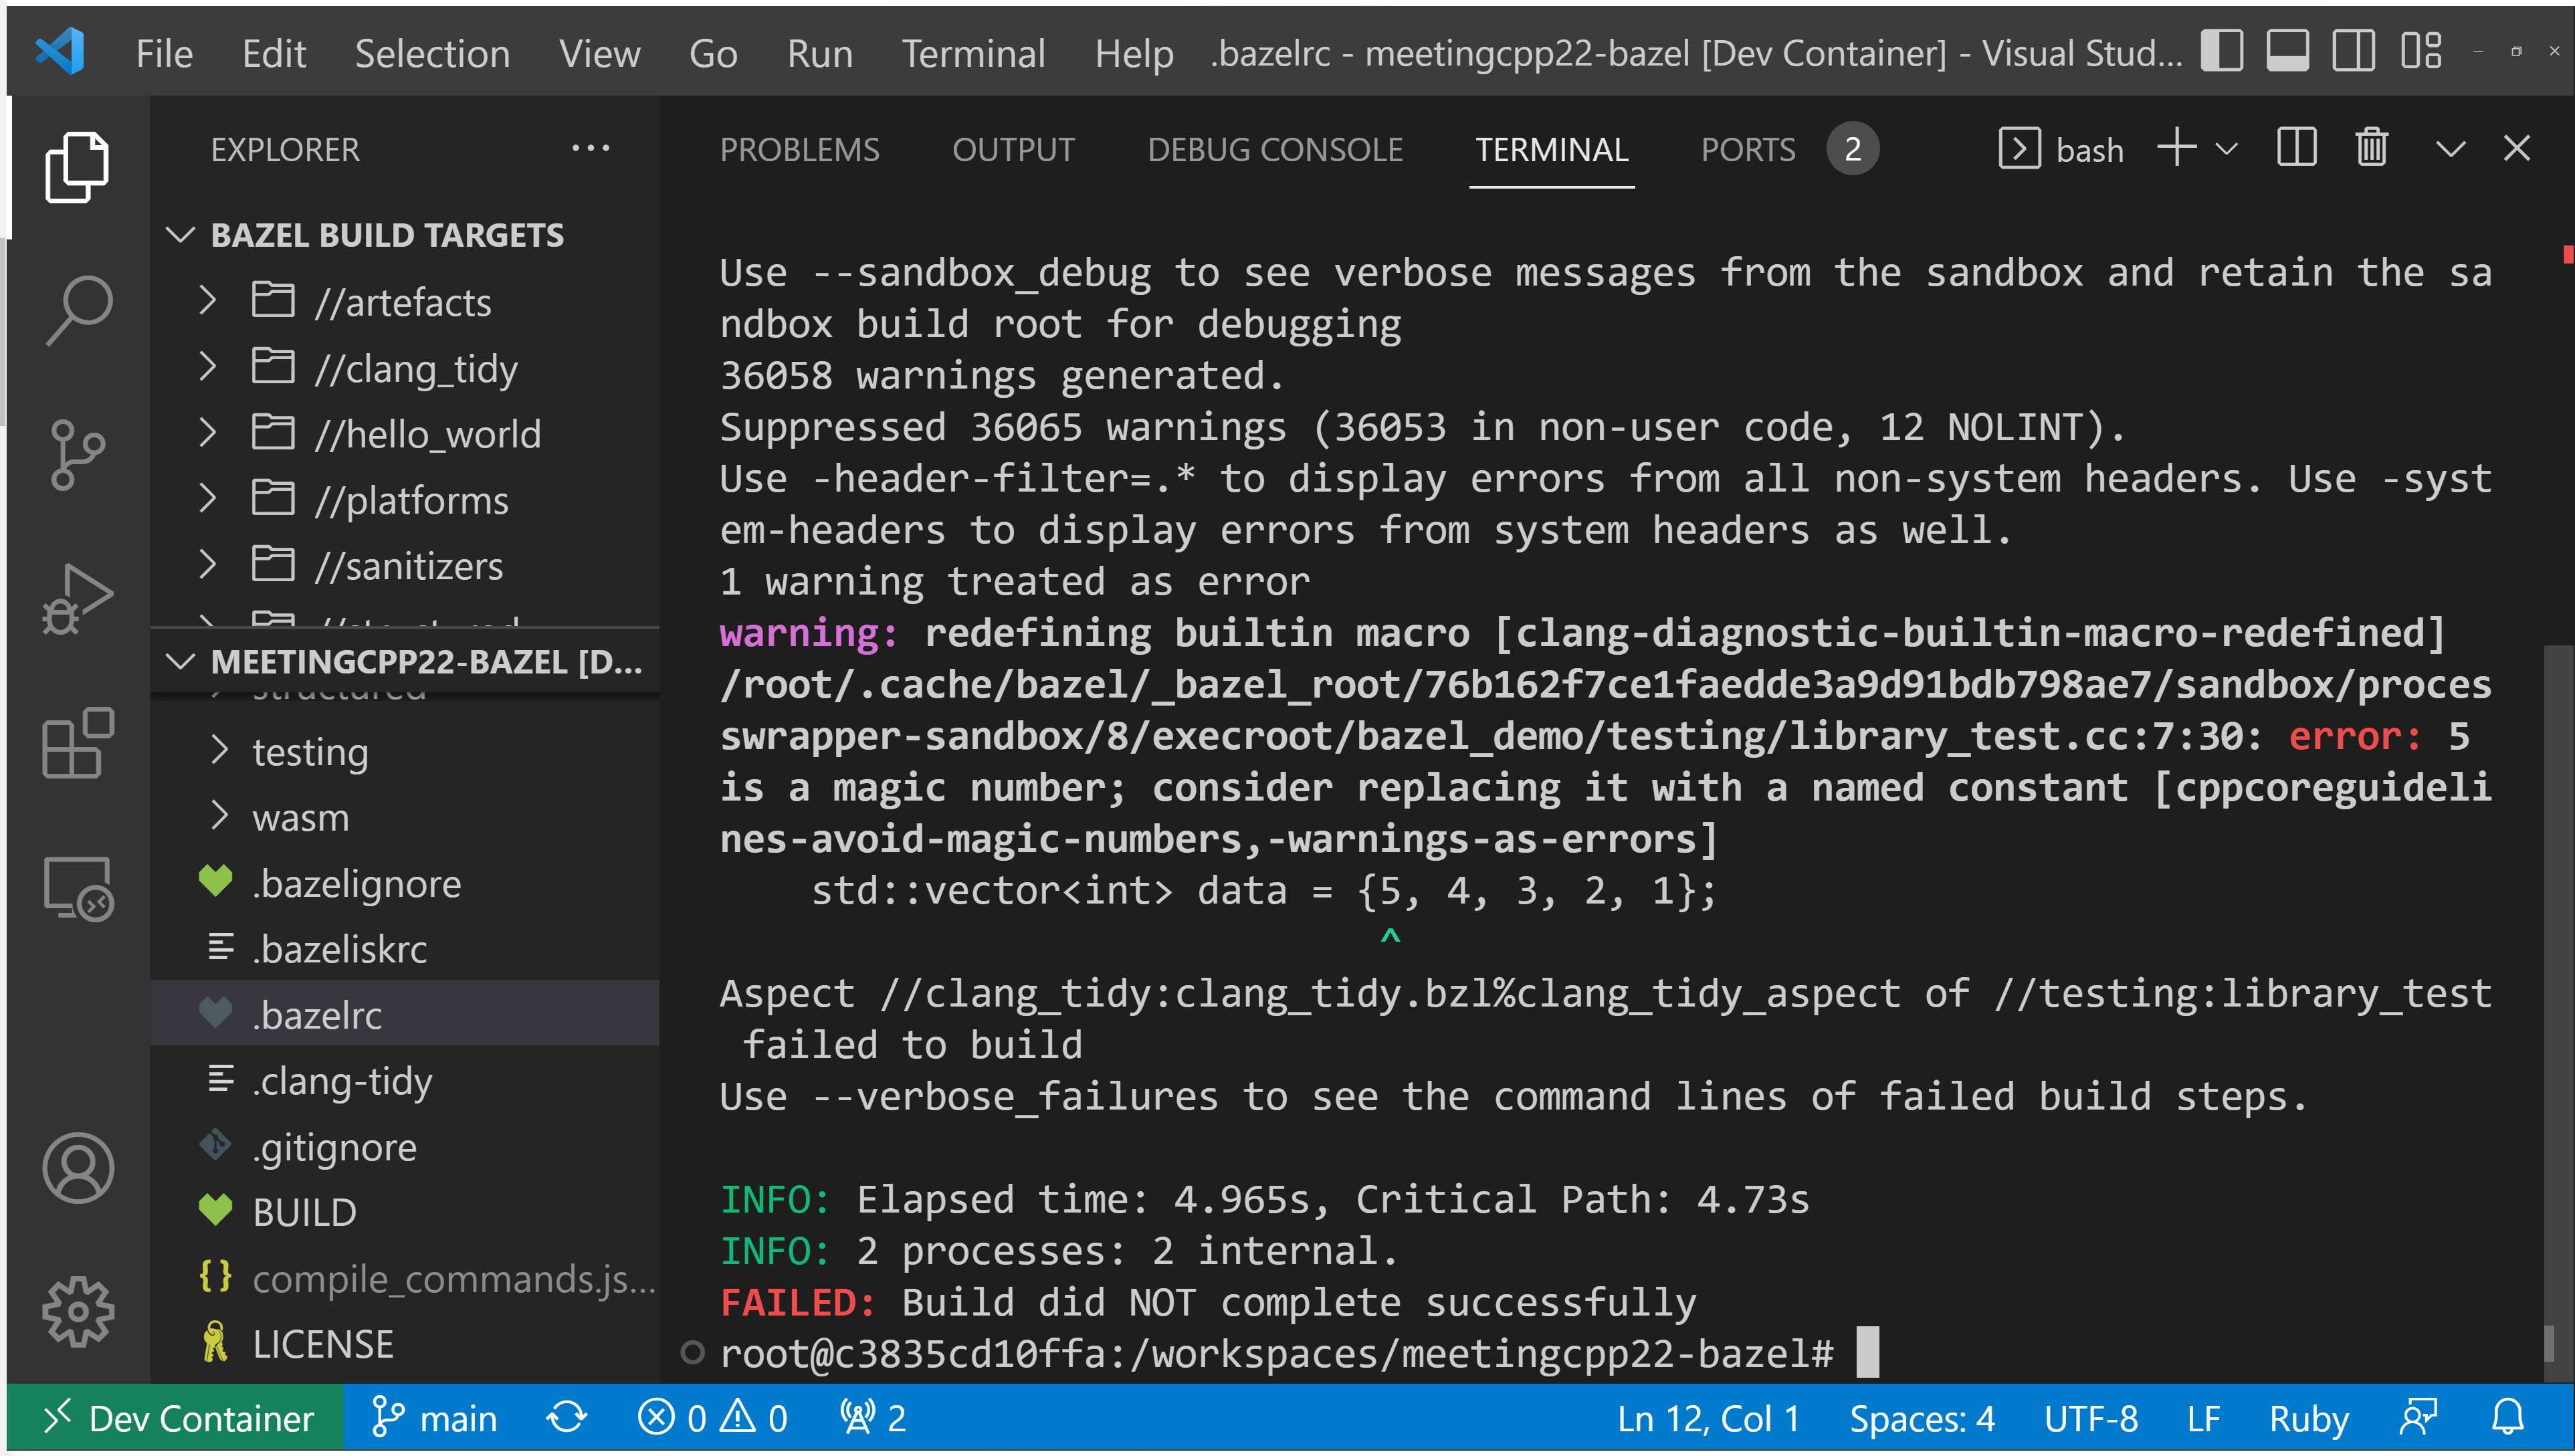 File Edit Selection View Go Run Terminal Help .bazelrc - meetingcpp22-bazel [Dev Container] - Visual Stud...
EXPLORER
BAZEL BUILD TARGETS
//artefacts
//clang_tidy
//hello_world
//platforms
//sanitizers
//structured
MEETINGCPP22-BAZEL [D...
structured
testing
wasm
.bazelignore
.bazeliskrc
.bazelrc
.clang-tidy
.gitignore
BUILD
compile_commands.js...
LICENSE
PROBLEMS OUTPUT DEBUG CONSOLE TERMINAL PORTS 2 bash
Use --sandbox_debug to see verbose messages from the sandbox and retain the sa
ndbox build root for debugging
36058 warnings generated.
Suppressed 36065 warnings (36053 in non-user code, 12 NOLINT).
Use -header-filter=.* to display errors from all non-system headers. Use -syst
em-headers to display errors from system headers as well.
1 warning treated as error
warning: redefining builtin macro [clang-diagnostic-builtin-macro-redefined]
/root/.cache/bazel/_bazel_root/76b162f7ce1faedde3a9d91bdb798ae7/sandbox/proces
swrapper-sandbox/8/execroot/bazel_demo/testing/library_test.cc:7:30: error: 5
is a magic number; consider replacing it with a named constant [cppcoreguideli
nes-avoid-magic-numbers,-warnings-as-errors]
std::vector<int> data = {5, 4, 3, 2, 1};
^
Aspect //clang_tidy:clang_tidy.bzl%clang_tidy_aspect of //testing:library_test
failed to build
Use --verbose_failures to see the command lines of failed build steps.
INFO: Elapsed time: 4.965s, Critical Path: 4.73s
INFO: 2 processes: 2 internal.
FAILED: Build did NOT complete successfully
root@c3835cd10ffa:/workspaces/meetingcpp22-bazel#
Dev Container main 0 0 2 Ln 12, Col 1 Spaces: 4 UTF-8 LF Ruby